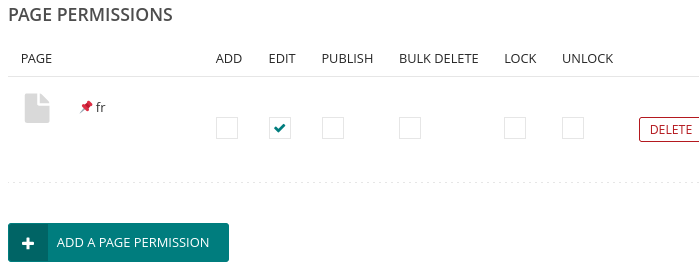 PAGE PERMISSIONS
PAGE ADD EDIT PUBLISH BULK DELETE LOCK UNLOCK
fr
DELETE
ADD A PAGE PERMISSION